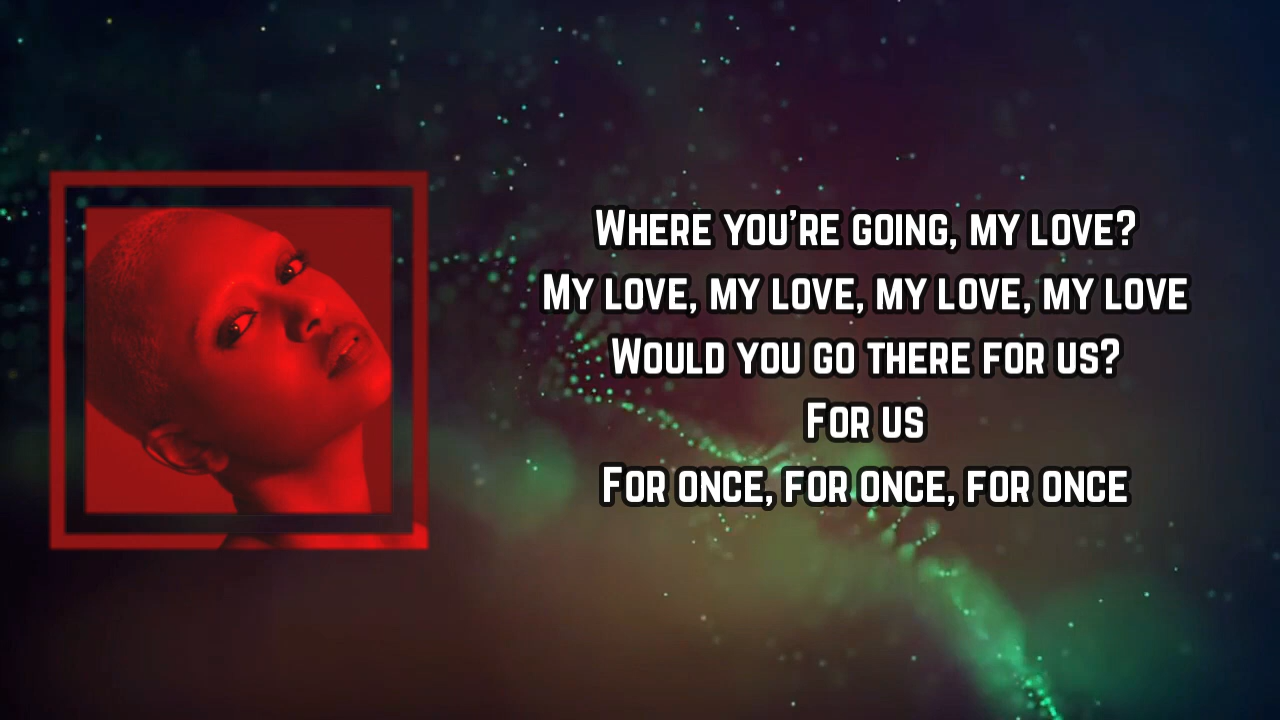 Where you're going, my love?
My love, my love, my love, my love
Would you go there for us?
For us
For once, for once, for once